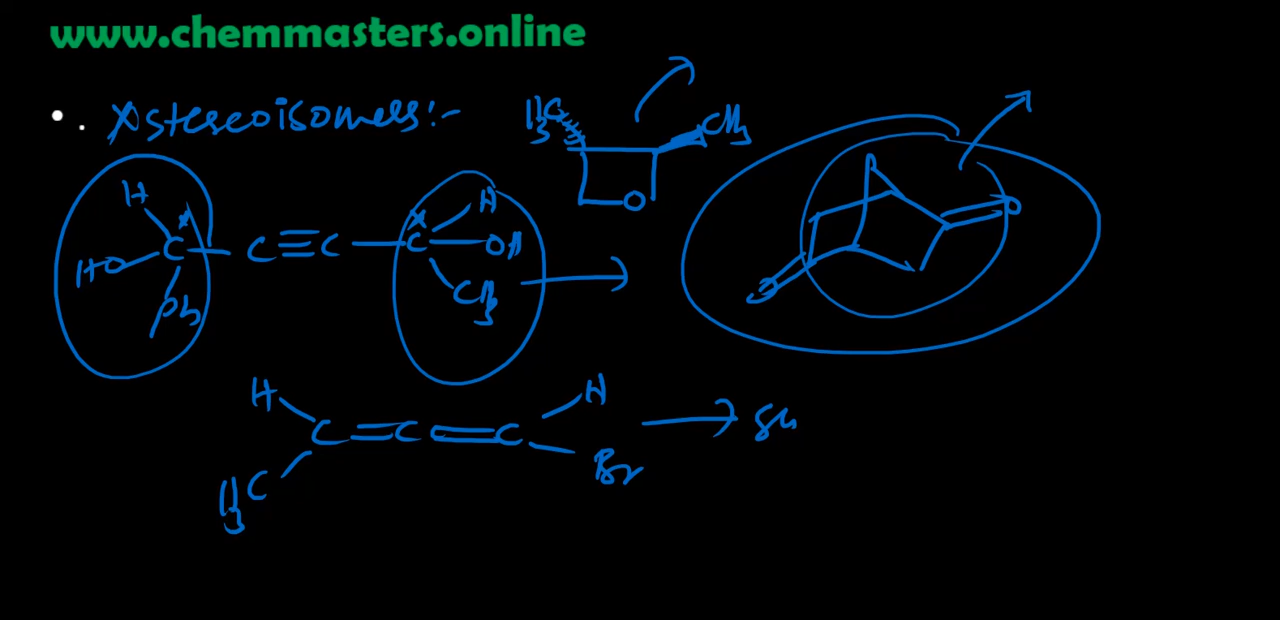 www.chemmasters.online
stereoisomers:-
H3C CH3
O
H
HO C C≡C C H
OH
Ph CH3
O
O
H H
C=C=C
H3C Br